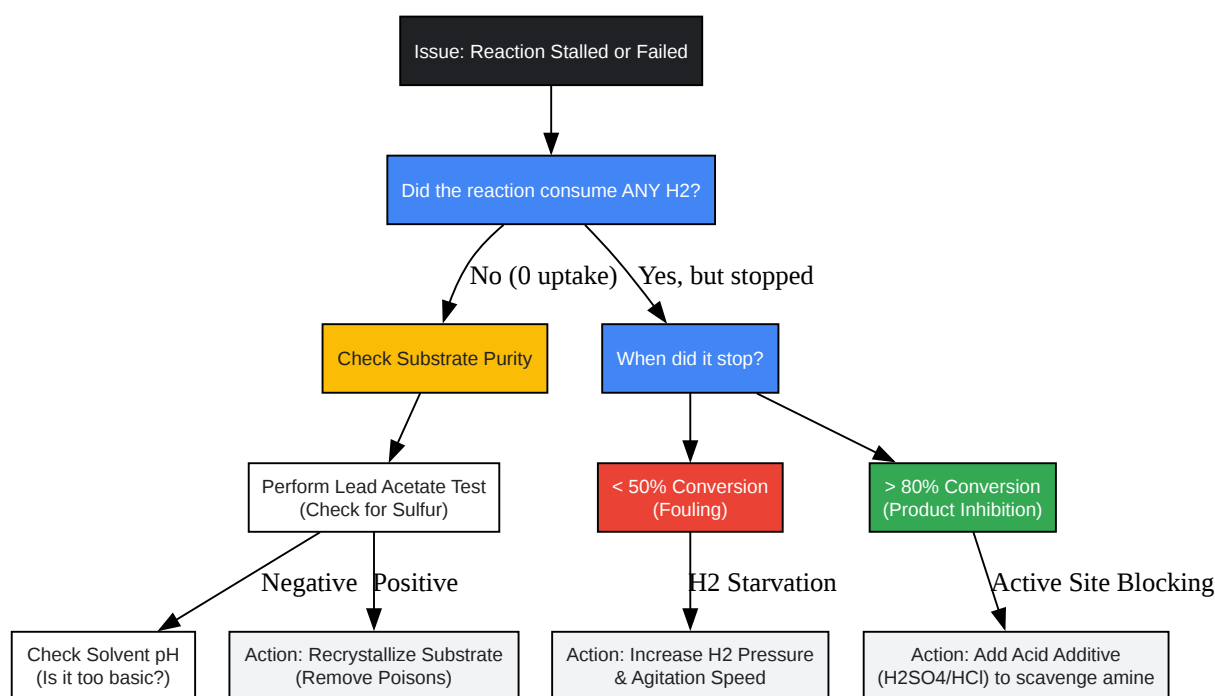 Issue: Reaction Stalled or Failed
Did the reaction consume ANY H2?
No (0 uptake)
Yes, but stopped
Check Substrate Purity
When did it stop?
Perform Lead Acetate Test
(Check for Sulfur)
< 50% Conversion
(Fouling)
> 80% Conversion
(Product Inhibition)
Negative
Positive
H2 Starvation
Active Site Blocking
Check Solvent pH
(Is it too basic?)
Action: Recrystallize Substrate
(Remove Poisons)
Action: Increase H2 Pressure
& Agitation Speed
Action: Add Acid Additive
(H2SO4/HCl) to scavenge amine